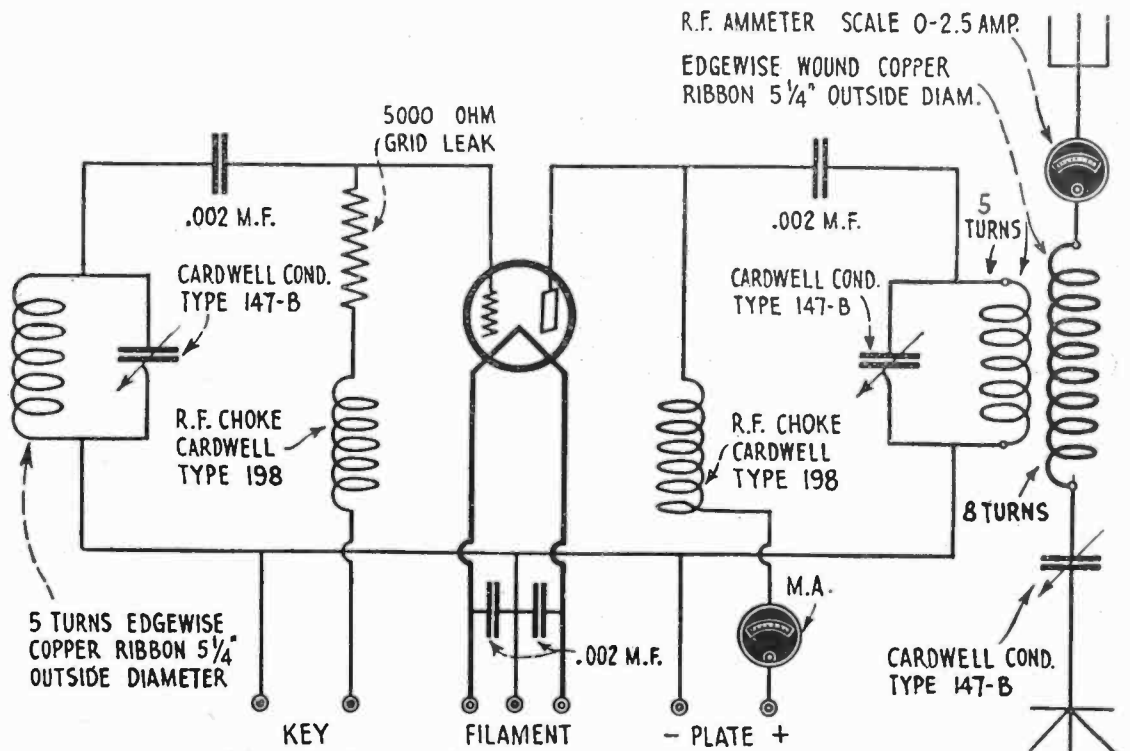 R.F. AMMETER SCALE 0-2.5 AMP.
EDGEWISE WOUND COPPER
RIBBON 5 1/4" OUTSIDE DIAM.
5000 OHM
GRID LEAK
.002 M.F.
.002 M.F.
5
TURNS
CARDWELL COND.
TYPE 147-B
CARDWELL COND.
TYPE 147-B
R.F. CHOKE
CARDWELL
TYPE 198
R.F. CHOKE
CARDWELL
TYPE 198
8 TURNS
5 TURNS EDGEWISE
COPPER RIBBON 5 1/4"
OUTSIDE DIAMETER
.002 M.F.
M.A.
CARDWELL COND.
TYPE 147-B
KEY
FILAMENT
- PLATE +